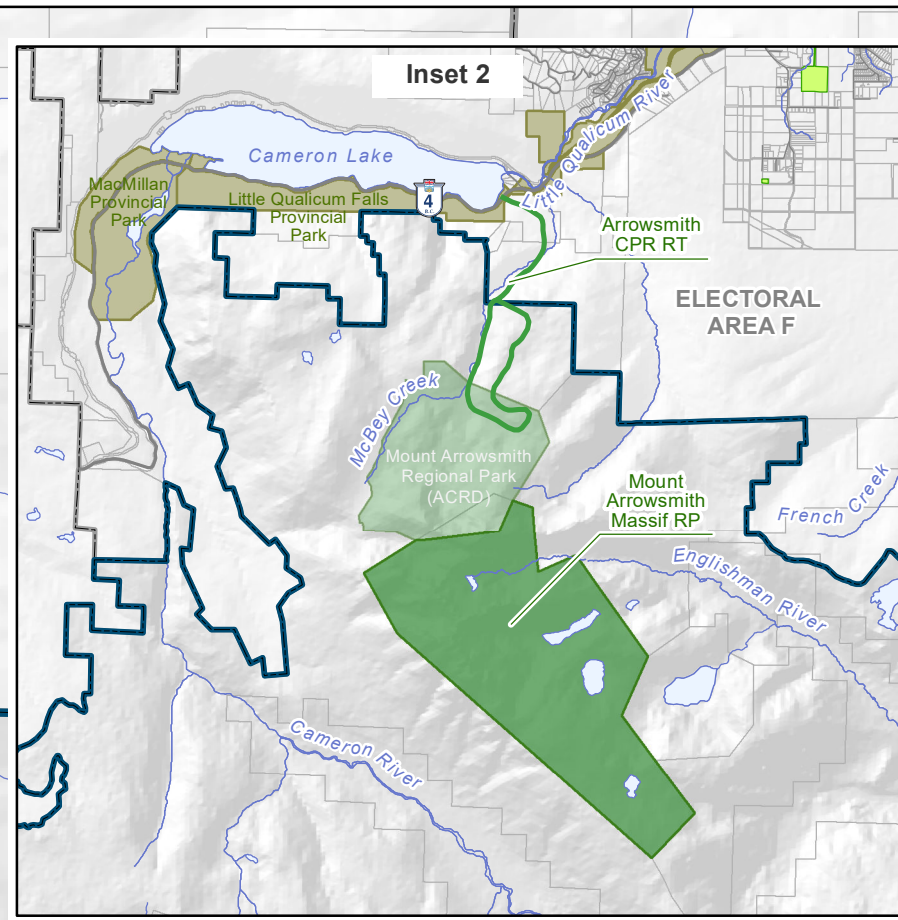 Inset 2
Little Qualicum River
Cameron Lake
MacMillan
Provincial
Park
Little Qualicum Falls
Provincial
Park
4
B.C.
Arrowsmith
CPR RT
ELECTORAL
AREA F
McBey Creek
Mount Arrowsmith
Regional Park
(ACRD)
Mount
Arrowsmith
Massif RP
French Creek
Englishman River
Cameron River